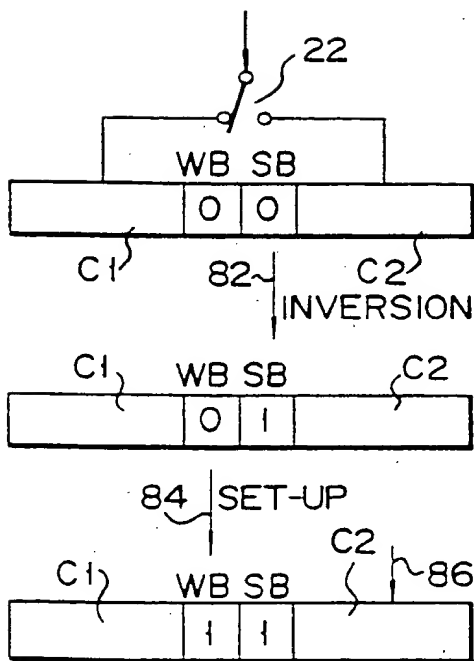 22
WB SB
0 0
C1 82 C2
INVERSION
C1 WB SB C2
0 1
84 SET-UP
C1 WB SB C2 86
1 1